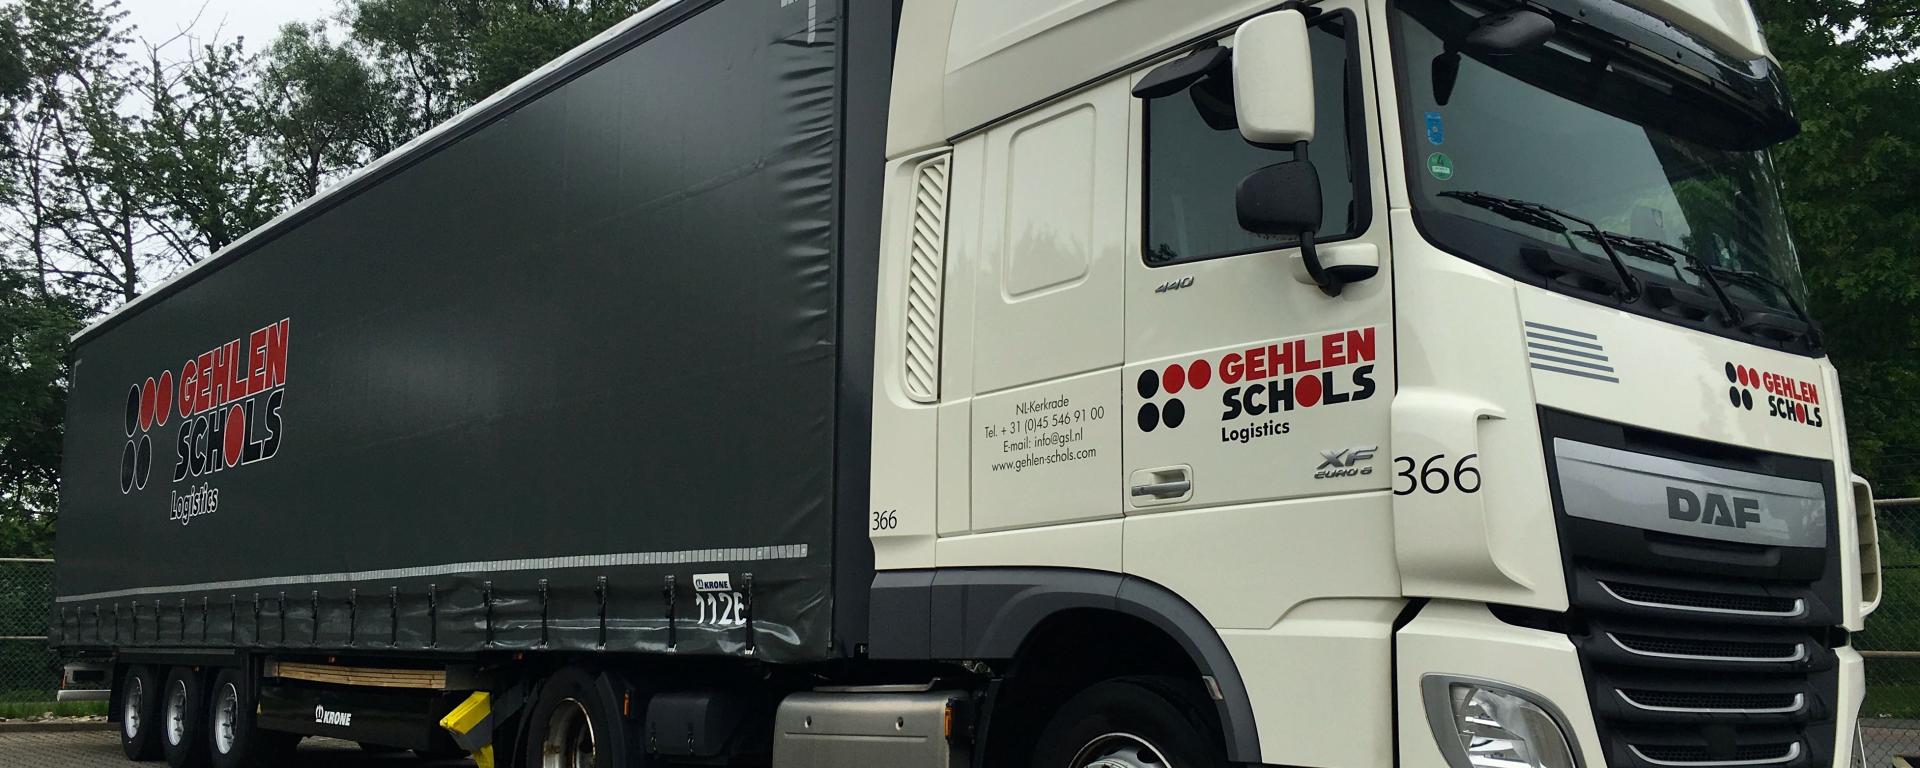 GEHLEN
SCHOLS
Logistics
KRONE
1126
KRONE
366
NL-Kerkrade
Tel. + 31 (0)45 546 91 00
E-mail: info@gsl.nl
www.gehlen-schols.com
440
GEHLEN
SCHOLS
Logistics
XF
EURO 6
366
GEHLEN
SCHOLS
DAF